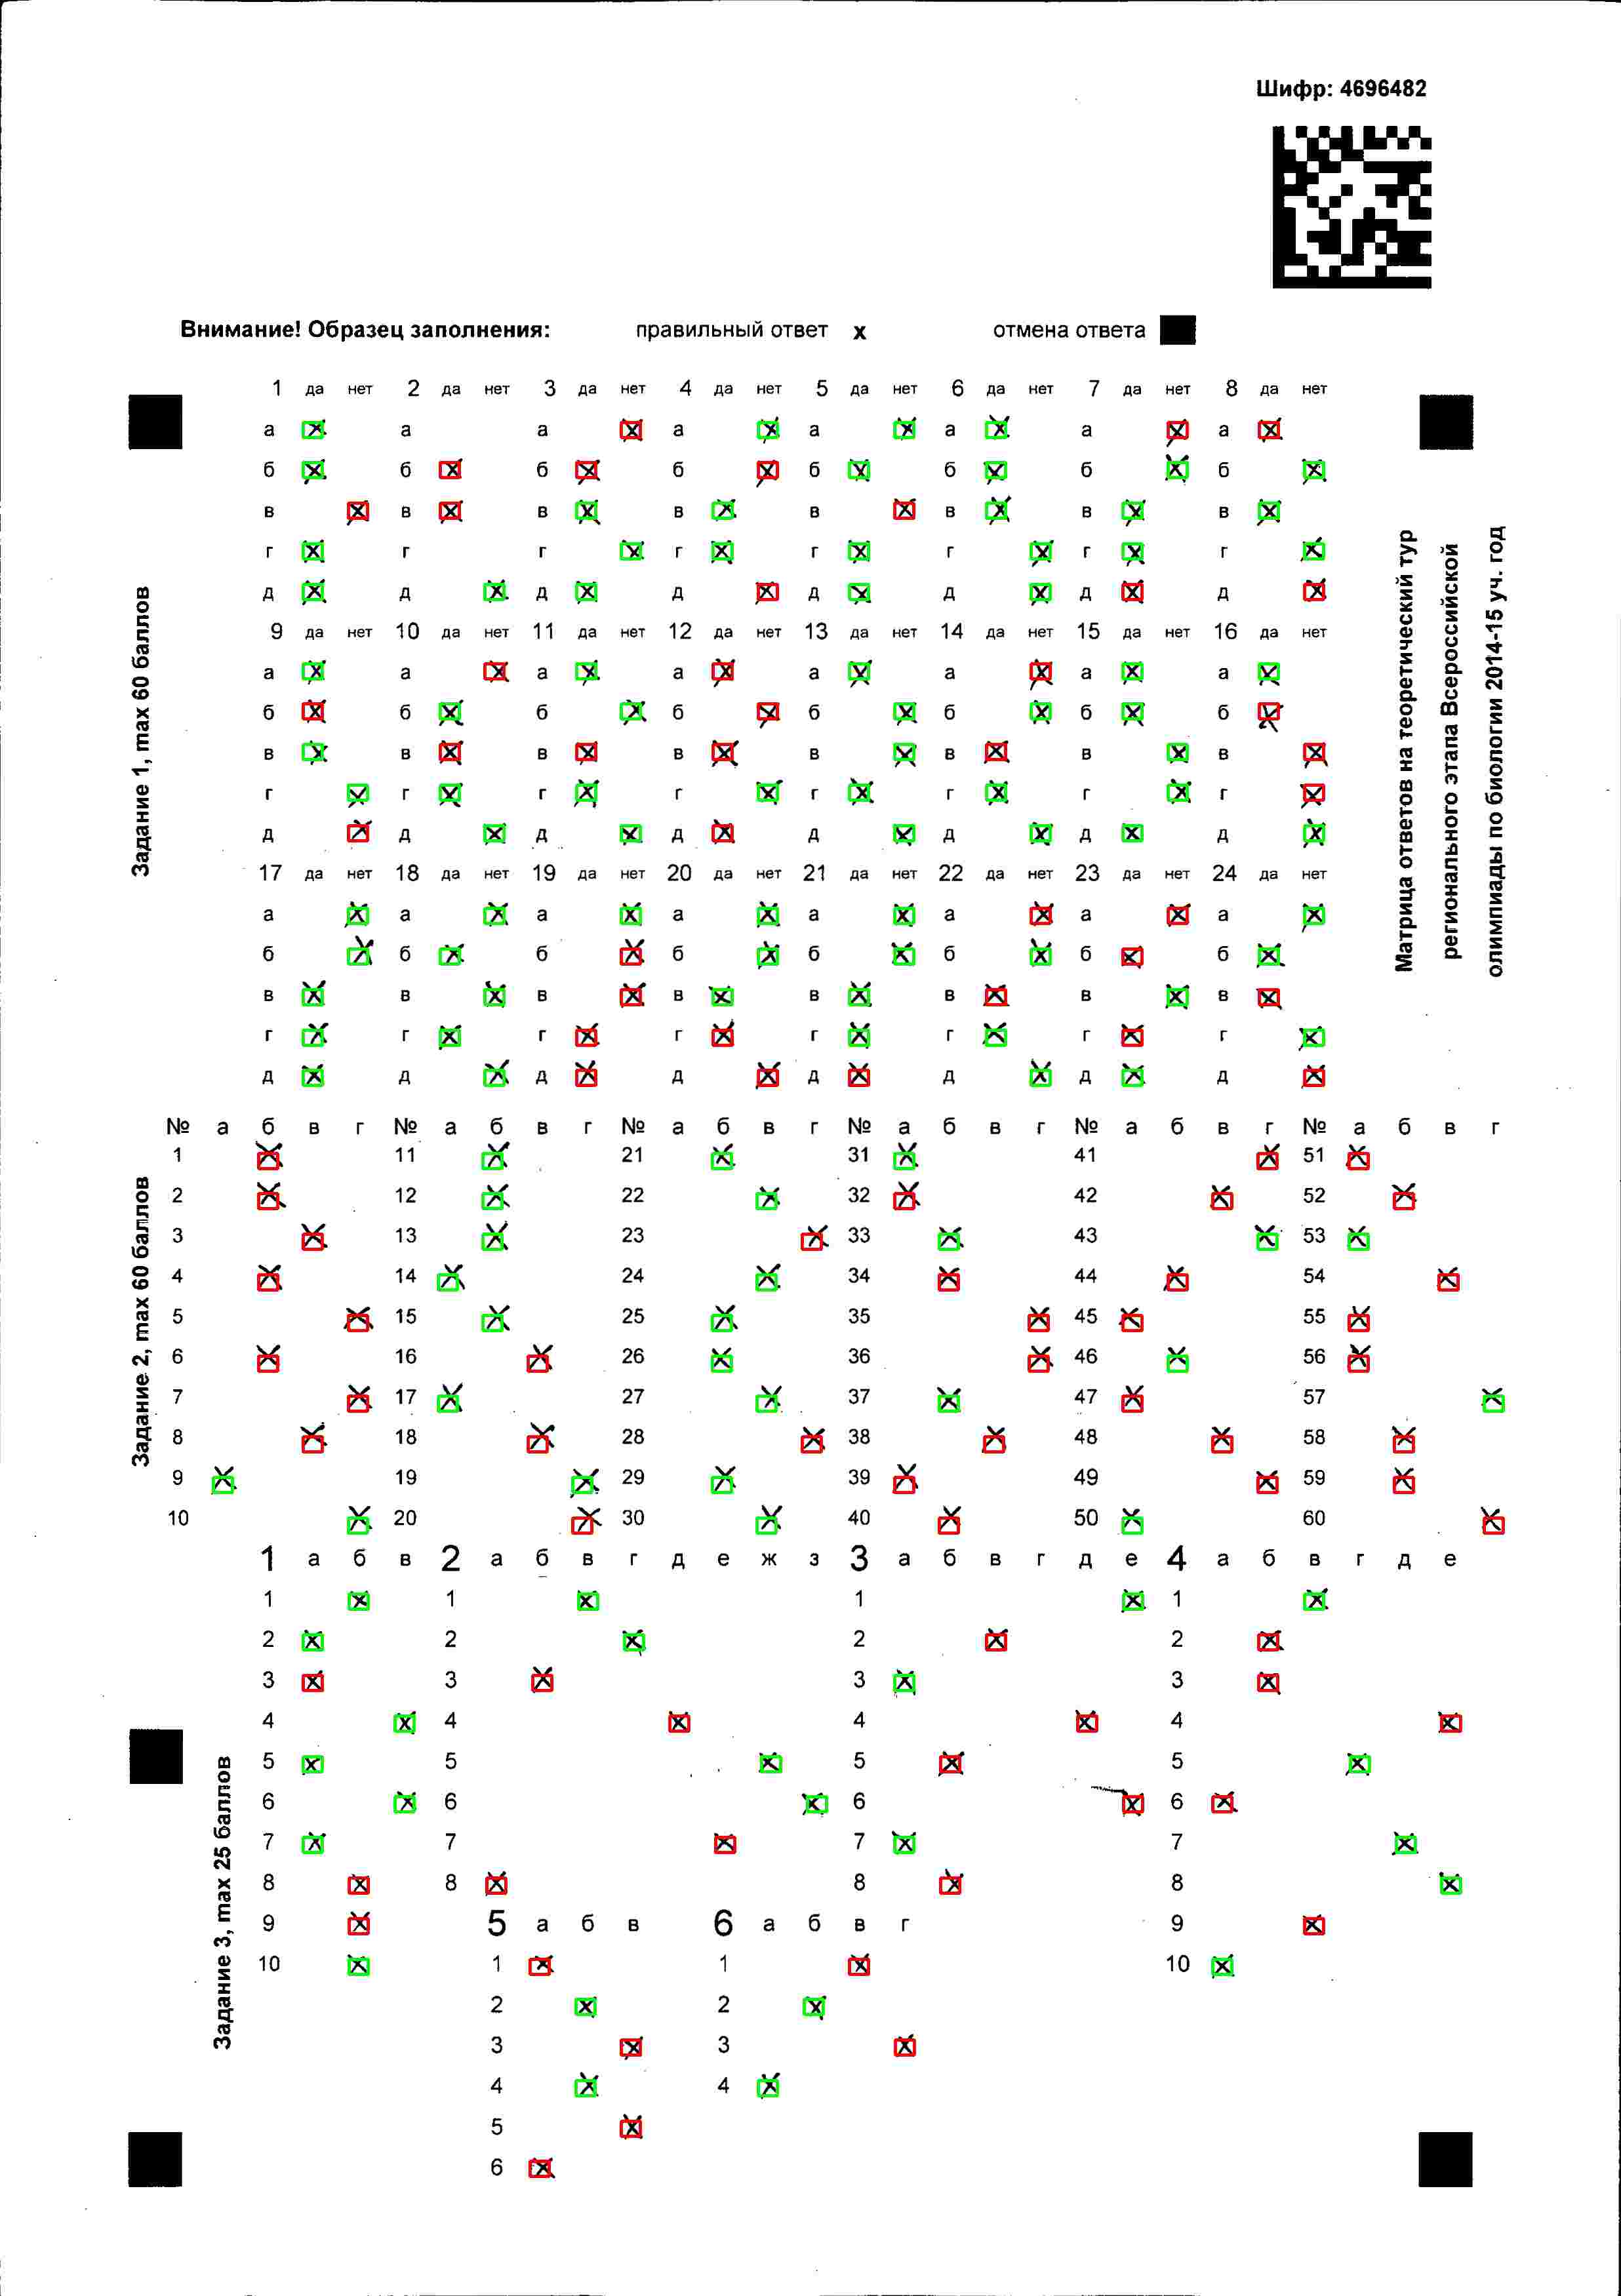 Шифр: 4696482
Внимание! Образец заполнения: правильный ответ x отмена ответа
1 да нет 2 да нет 3 да нет 4 да нет 5 да нет 6 да нет 7 да нет 8 да нет
а а а а а а а а
б б б б б б б б
в в в в в в в в
г г г г г г г г
д д д д д д д д
9 да нет 10 да нет 11 да нет 12 да нет 13 да нет 14 да нет 15 да нет 16 да нет
а а а а а а а а
б б б б б б б б
в в в в в в в в
г г г г г г г г
д д д д д д д д
17 да нет 18 да нет 19 да нет 20 да нет 21 да нет 22 да нет 23 да нет 24 да нет
а а а а а а а а
б б б б б б б б
в в в в в в в в
г г г г г г г г
д д д д д д д д
Задание 1, max 60 баллов
Матрица ответов на теоретический тур
регионального этапа Всероссийской
олимпиады по биологии 2014-15 уч. год
№ а б в г № а б в г № а б в г № а б в г № а б в г № а б в г
1 11 21 31 41 51
2 12 22 32 42 52
3 13 23 33 43 53
4 14 24 34 44 54
5 15 25 35 45 55
6 16 26 36 46 56
7 17 27 37 47 57
8 18 28 38 48 58
9 19 29 39 49 59
10 20 30 40 50 60
Задание 2, max 60 баллов
1 а б в 2 а б в г д е ж з 3 а б в г д е 4 а б в г д е
1 1 1 1
2 2 2 2
3 3 3 3
4 4 4 4
5 5 5 5
6 6 6 6
7 7 7 7
8 8 8 8
9 5 а б в 6 а б в г 9
10 1 1 10
2 2
3 3
4 4
5
6
Задание 3, max 25 баллов